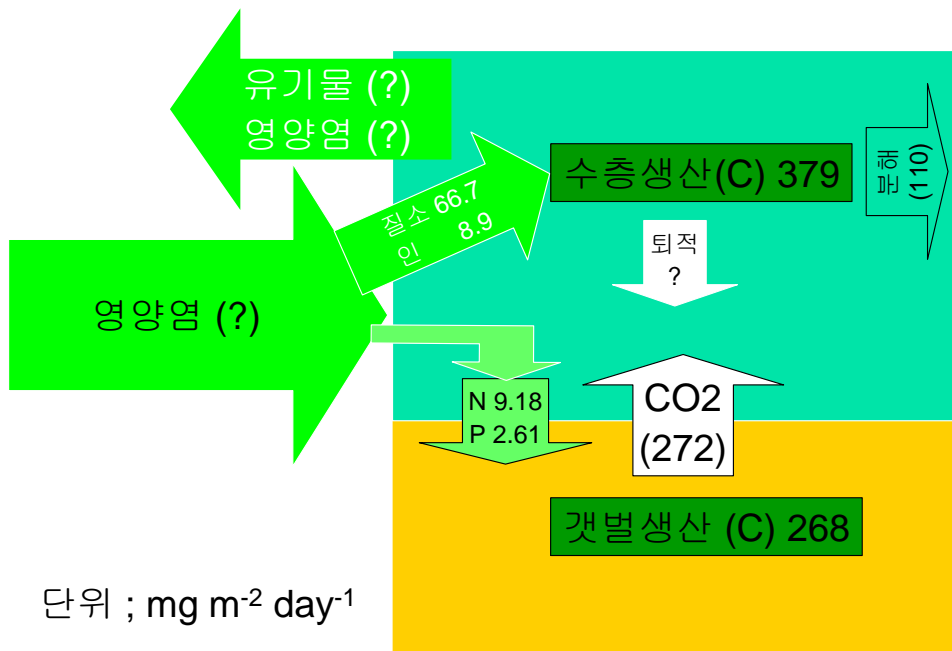 유기물 (?)
영양염 (?)
수층생산(C) 379
분해
(110)
질소 66.7
인 8.9
퇴적
?
영양염 (?)
N 9.18
P 2.61
CO2
(272)
갯벌생산 (C) 268
단위 ; mg m⁻² day⁻¹